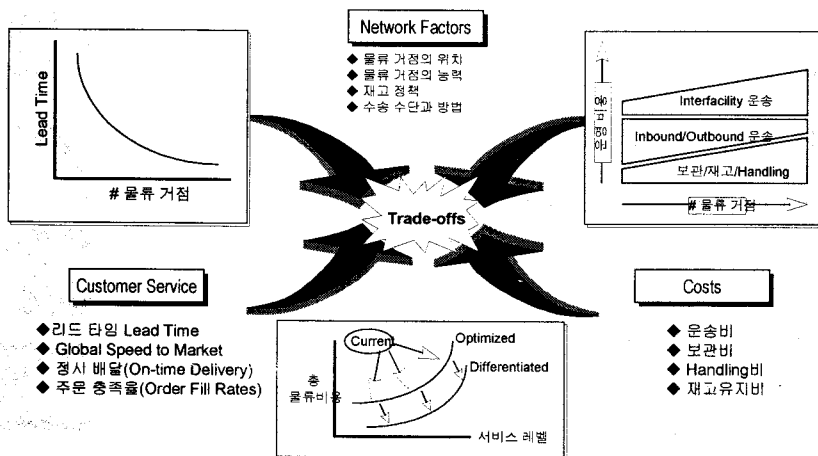 Network Factors
◆ 물류 거점의 위치
◆ 물류 거점의 능력
◆ 재고 정책
◆ 수송 수단과 방법
Lead Time
# 물류 거점
Interfacility 운송
Inbound/Outbound 운송
보관/재고/Handling
# 물류 거점
Trade-offs
Customer Service
◆리드 타임 Lead Time
◆ Global Speed to Market
◆ 정시 배달(On-time Delivery)
◆ 주문 충족율(Order Fill Rates)
Current
Optimized
Differentiated
총
물류비용
서비스 레벨
Costs
◆ 운송비
◆ 보관비
◆ Handling비
◆ 재고유지비